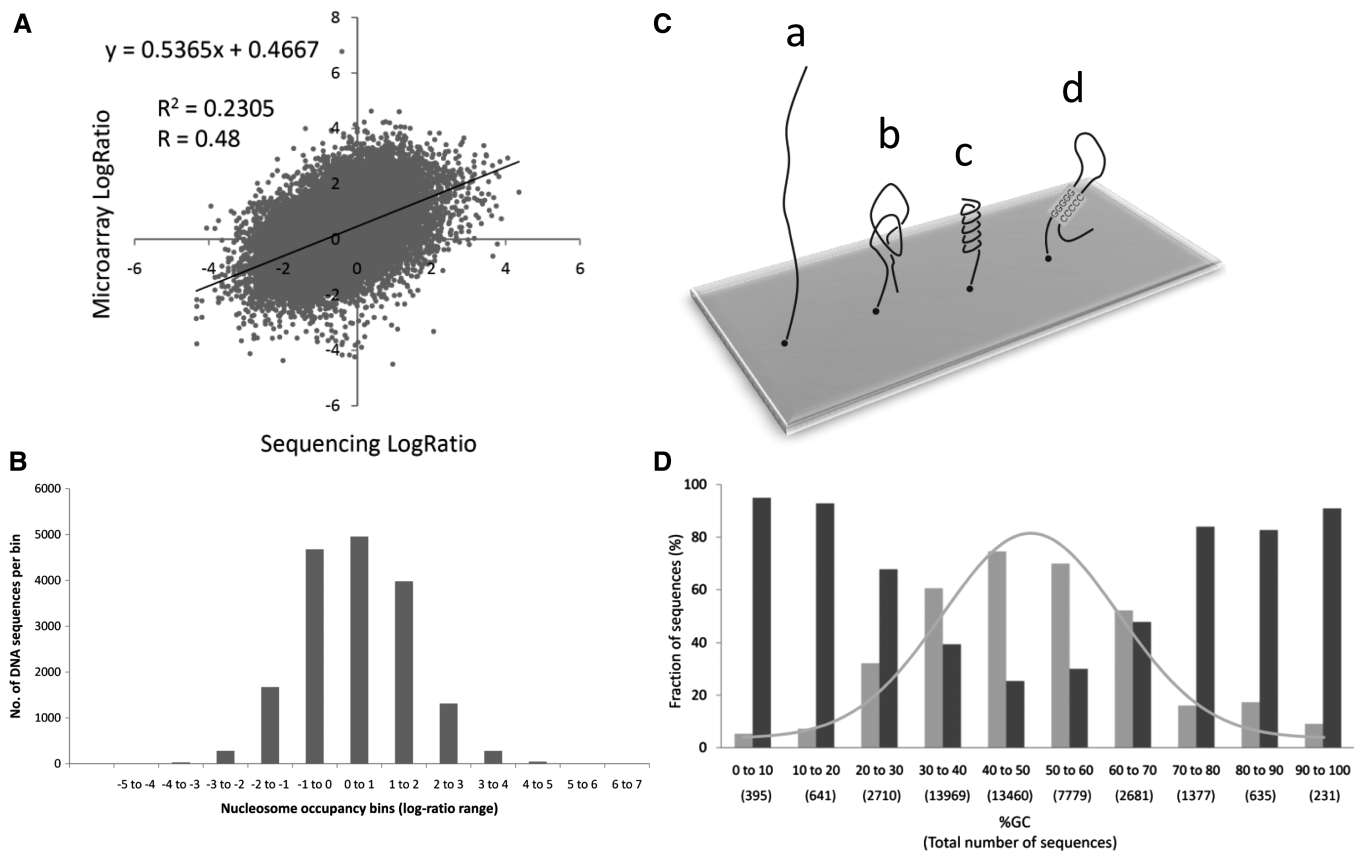 A
y = 0.5365x + 0.4667
R² = 0.2305
R = 0.48
Microarray LogRatio
8
6
4
2
0
-2
-4
-6
-6 -4 -2 0 2 4 6
Sequencing LogRatio
C
a
b
c
d
GGGGG
CCCCC
B
No. of DNA sequences per bin
6000
5000
4000
3000
2000
1000
0
-5 to -4 -4 to -3 -3 to -2 -2 to -1 -1 to 0 0 to 1 1 to 2 2 to 3 3 to 4 4 to 5 5 to 6 6 to 7
Nucleosome occupancy bins (log-ratio range)
D
Fraction of sequences (%)
100
80
60
40
20
0
0 to 10 10 to 20 20 to 30 30 to 40 40 to 50 50 to 60 60 to 70 70 to 80 80 to 90 90 to 100
(395) (641) (2710) (13969) (13460) (7779) (2681) (1377) (635) (231)
%GC
(Total number of sequences)